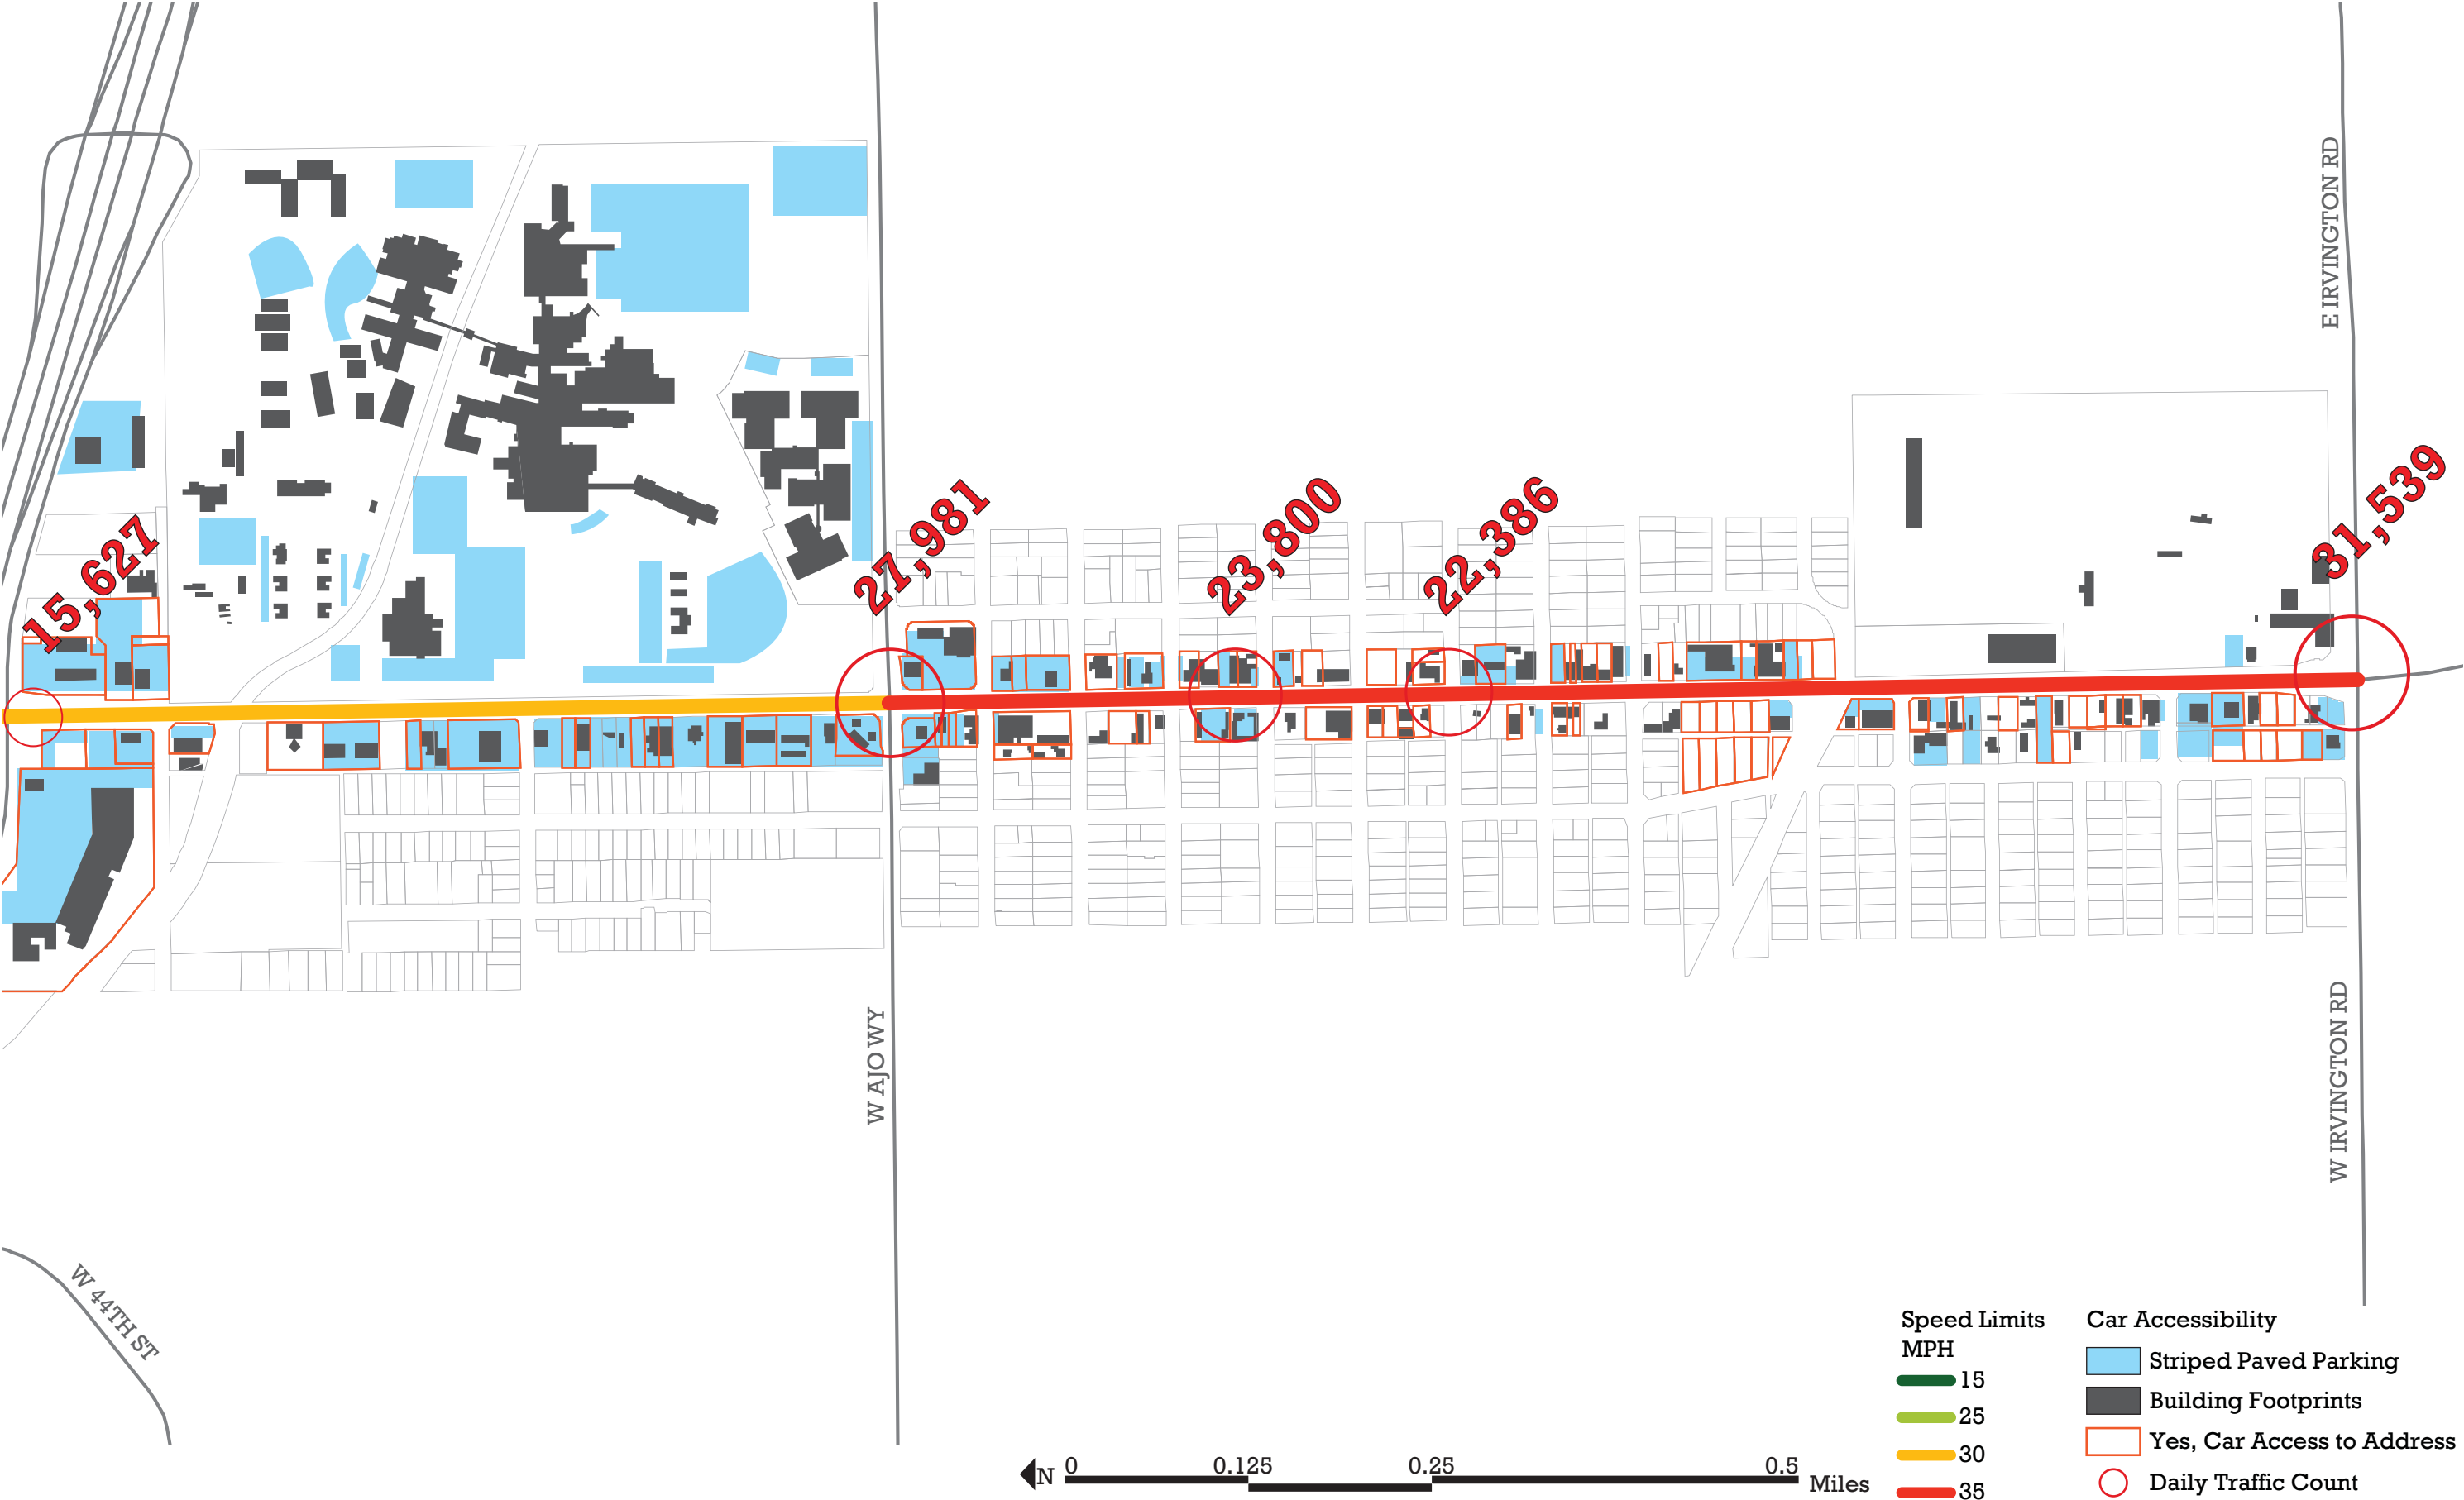 E IRVINGTON RD
15,627
27,981
23,800
22,386
31,539
W AJO WY
W IRVINGTON RD
W 44TH ST
Speed Limits
MPH
15
25
30
35
Car Accessibility
Striped Paved Parking
Building Footprints
Yes, Car Access to Address
Daily Traffic Count
N
0 0.125 0.25 0.5
Miles